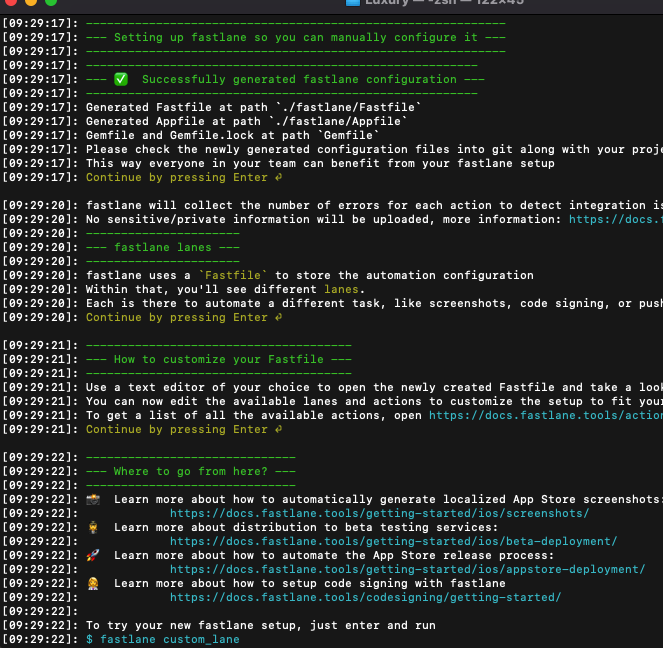 Luxury — -zsh — 122×45
[09:29:17]: ------------------------------------------------------------
[09:29:17]: --- Setting up fastlane so you can manually configure it ---
[09:29:17]: ------------------------------------------------------------
[09:29:17]: --------------------------------------------------------
[09:29:17]: --- ✅  Successfully generated fastlane configuration ---
[09:29:17]: --------------------------------------------------------
[09:29:17]: Generated Fastfile at path `./fastlane/Fastfile`
[09:29:17]: Generated Appfile at path `./fastlane/Appfile`
[09:29:17]: Gemfile and Gemfile.lock at path `Gemfile`
[09:29:17]: Please check the newly generated configuration files into git along with your proje
[09:29:17]: This way everyone in your team can benefit from your fastlane setup
[09:29:17]: Continue by pressing Enter ⏎
[09:29:20]: fastlane will collect the number of errors for each action to detect integration is
[09:29:20]: No sensitive/private information will be uploaded, more information: https://docs.f
[09:29:20]: ----------------------
[09:29:20]: --- fastlane lanes ---
[09:29:20]: ----------------------
[09:29:20]: fastlane uses a `Fastfile` to store the automation configuration
[09:29:20]: Within that, you'll see different lanes.
[09:29:20]: Each is there to automate a different task, like screenshots, code signing, or push
[09:29:20]: Continue by pressing Enter ⏎
[09:29:21]: --------------------------------------
[09:29:21]: --- How to customize your Fastfile ---
[09:29:21]: --------------------------------------
[09:29:21]: Use a text editor of your choice to open the newly created Fastfile and take a look
[09:29:21]: You can now edit the available lanes and actions to customize the setup to fit your
[09:29:21]: To get a list of all the available actions, open https://docs.fastlane.tools/action
[09:29:21]: Continue by pressing Enter ⏎
[09:29:22]: ------------------------------
[09:29:22]: --- Where to go from here? ---
[09:29:22]: ------------------------------
[09:29:22]: 📸  Learn more about how to automatically generate localized App Store screenshots:
[09:29:22]: https://docs.fastlane.tools/getting-started/ios/screenshots/
[09:29:22]: 👩‍✈️  Learn more about distribution to beta testing services:
[09:29:22]: https://docs.fastlane.tools/getting-started/ios/beta-deployment/
[09:29:22]: 🚀  Learn more about how to automate the App Store release process:
[09:29:22]: https://docs.fastlane.tools/getting-started/ios/appstore-deployment/
[09:29:22]: 👩‍⚕️  Learn more about how to setup code signing with fastlane
[09:29:22]: https://docs.fastlane.tools/codesigning/getting-started/
[09:29:22]:
[09:29:22]: To try your new fastlane setup, just enter and run
[09:29:22]: $ fastlane custom_lane